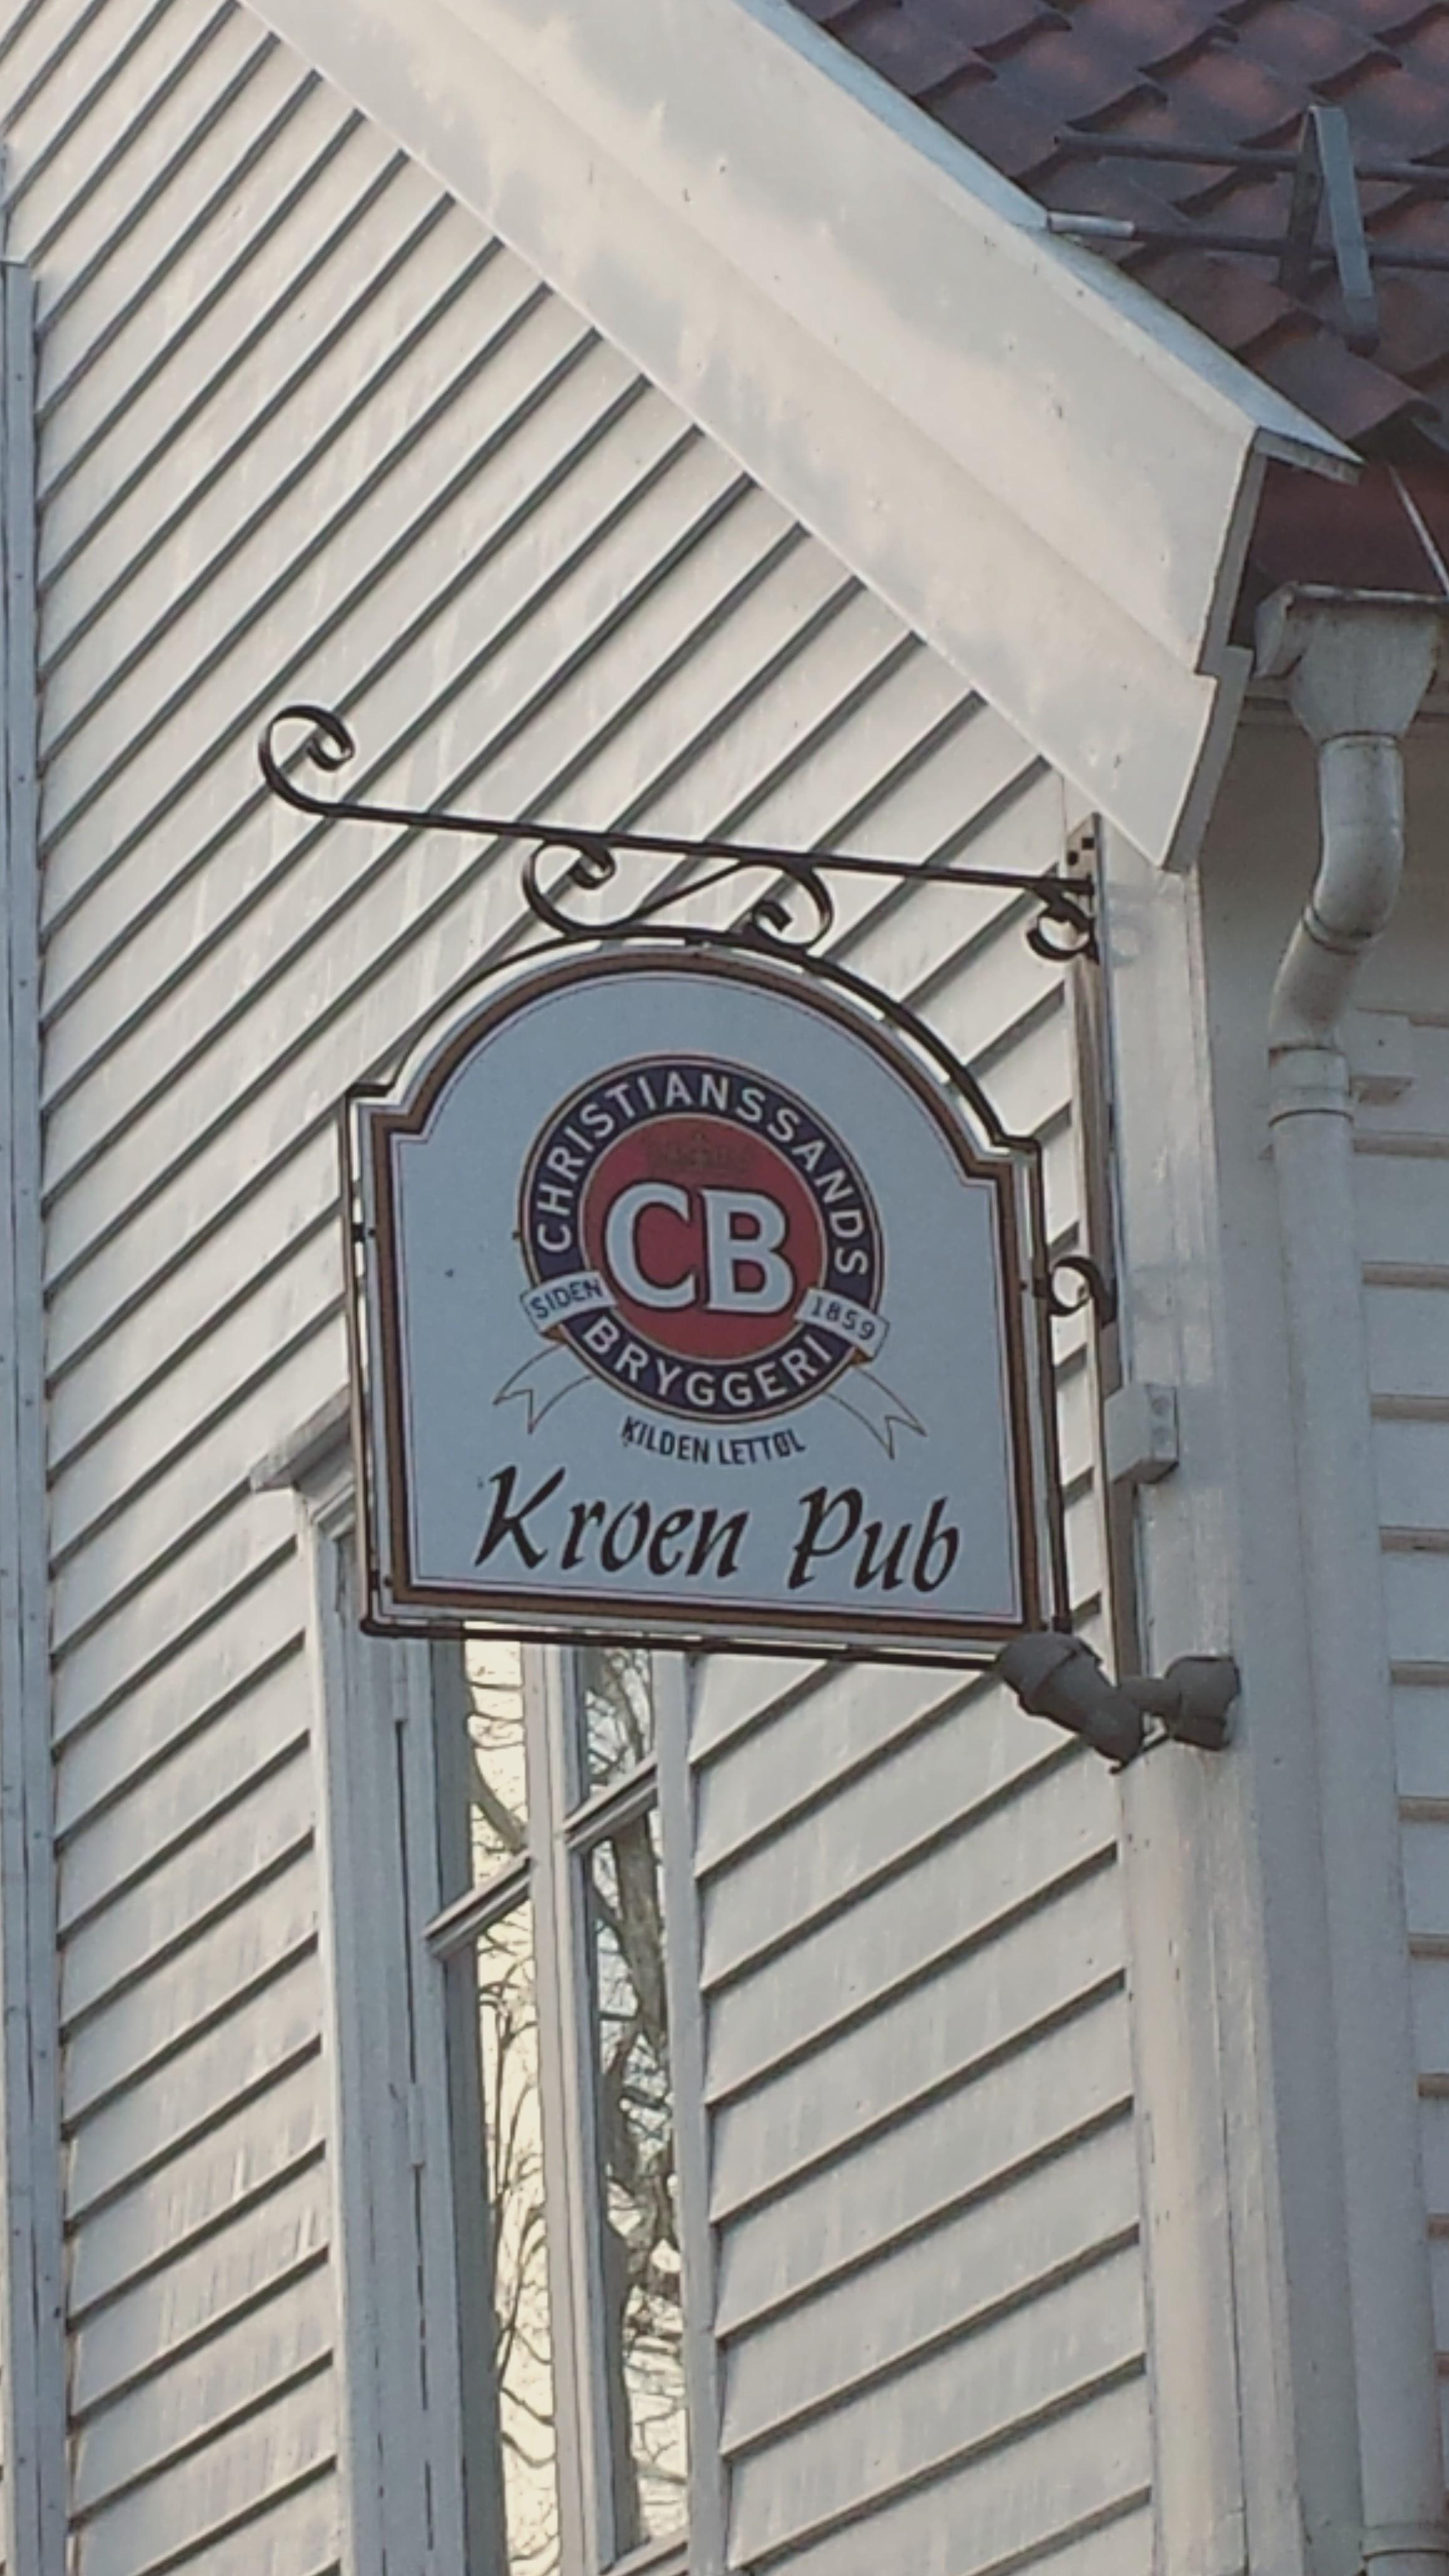 CHRISTIANSSANDS
CB
SIDEN 1859
BRYGGERI
KILDEN LETTØL
Kroen Pub